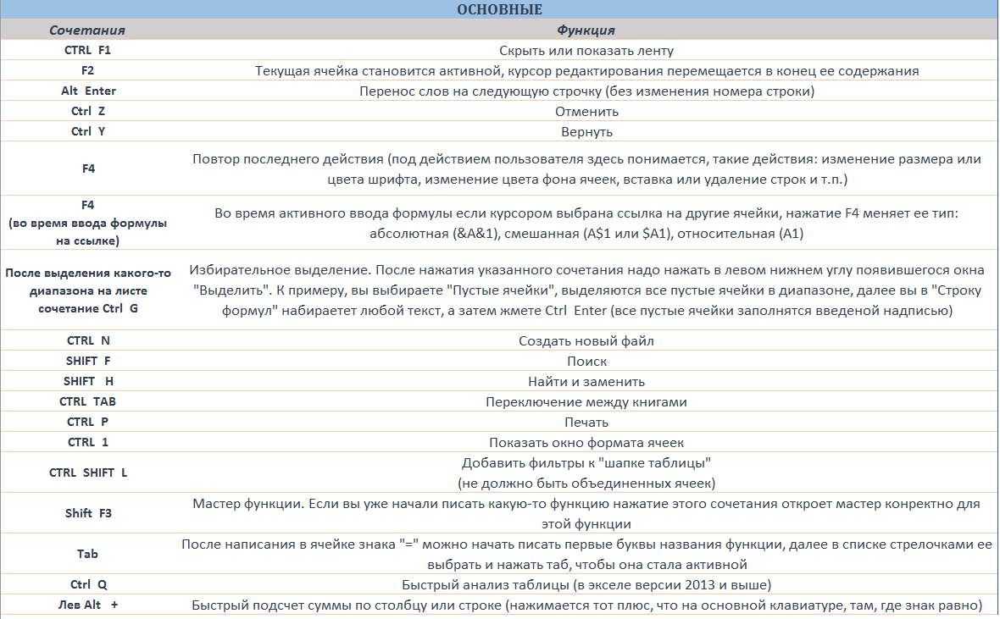 ОСНОВНЫЕ
Сочетания Функция
CTRL F1 Скрыть или показать ленту
F2 Текущая ячейка становится активной, курсор редактирования перемещается в конец ее содержания
Alt Enter Перенос слов на следующую строчку (без изменения номера строки)
Ctrl Z Отменить
Ctrl Y Вернуть
F4
Повтор последнего действия (под действием пользователя здесь понимается, такие действия: изменение размера или
цвета шрифта, изменение цвета фона ячеек, вставка или удаление строк и т.п.)
F4
(во время ввода формулы
на ссылке)
Во время активного ввода формулы если курсором выбрана ссылка на другие ячейки, нажатие F4 меняет ее тип:
абсолютная (&A&1), смешанная (A$1 или $A1), относительная (A1)
После выделения какого-то
диапазона на листе
сочетание Ctrl G
Избирательное выделение. После нажатия указанного сочетания надо нажать в левом нижнем углу появившегося окна
"Выделить". К примеру, вы выбираете "Пустые ячейки", выделяются все пустые ячейки в диапазоне, далее вы в "Строку
формул" набираетет любой текст, а затем жмете Ctrl Enter (все пустые ячейки заполнятся введеной надписью)
CTRL N Создать новый файл
SHIFT F Поиск
SHIFT H Найти и заменить
CTRL TAB Переключение между книгами
CTRL P Печать
CTRL 1 Показать окно формата ячеек
CTRL SHIFT L
Добавить фильтры к "шапке таблицы"
(не должно быть объединенных ячеек)
Shift F3
Мастер функции. Если вы уже начали писать какую-то функцию нажатие этого сочетания откроет мастер конректно для
этой функции
Tab
После написания в ячейке знака "=" можно начать писать первые буквы названия функции, далее в списке стрелочками ее
выбрать и нажать таб, чтобы она стала активной
Ctrl Q Быстрый анализ таблицы (в экселе версии 2013 и выше)
Лев Alt + Быстрый подсчет суммы по столбцу или строке (нажимается тот плюс, что на основной клавиатуре, там, где знак равно)